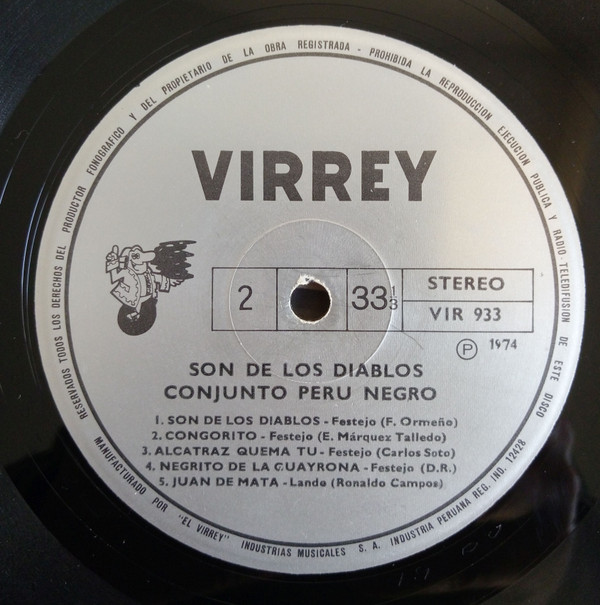 RESERVADOS TODOS LOS DERECHOS DEL PRODUCTOR FONOGRAFICO Y DEL PROPIETARIO DE LA OBRA REGISTRADA - PROHIBIDA LA REPRODUCCION EJECUCION PUBLICA Y RADIO-TELEDIFUSION DE ESTE DISCO
VIRREY
2 33 1/3 STEREO
VIR 933
P 1974
SON DE LOS DIABLOS
CONJUNTO PERU NEGRO
1. SON DE LOS DIABLOS - Festejo (F. Ormeño)
2. CONGORITO - Festejo (E. Márquez Talledo)
3. ALCATRAZ QUEMA TU - Festejo (Carlos Soto)
4. NEGRITO DE LA GUAYRONA - Festejo (D.R.)
5. JUAN DE MATA - Lando (Ronaldo Campos)
MANUFACTURADO POR "EL VIRREY" INDUSTRIAS MUSICALES S. A. INDUSTRIA PERUANA REG. IND. 12428